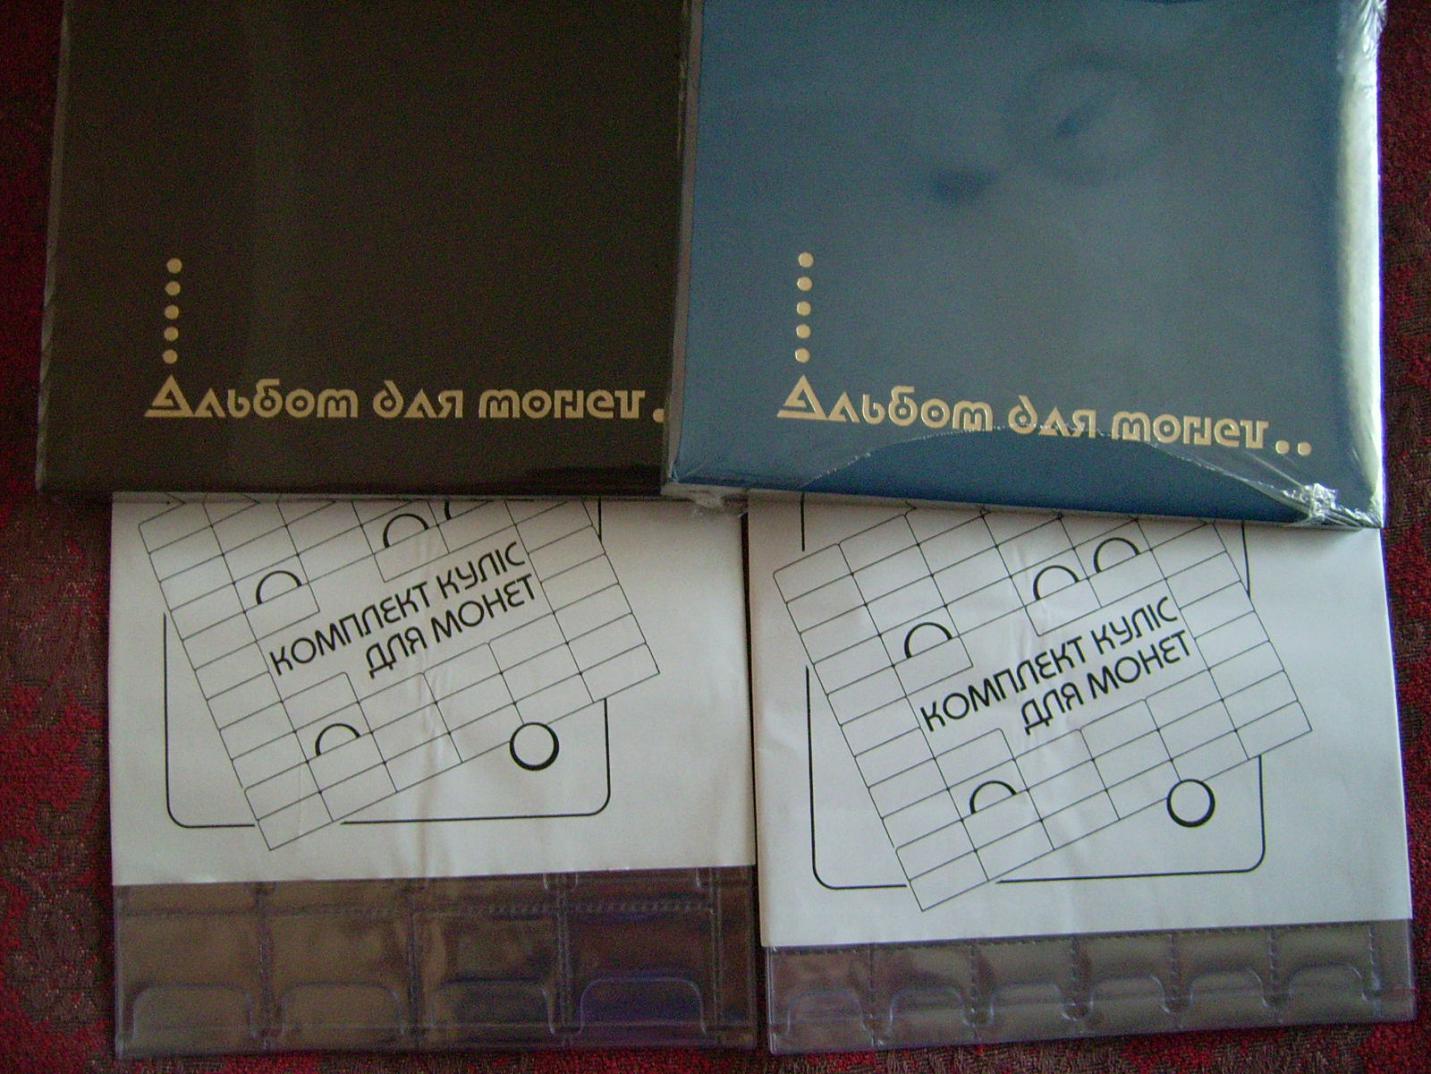 Альбом для монет.
Альбом для монет..
КОМПЛЕКТ КУЛІС
ДЛЯ МОНЕТ
КОМПЛЕКТ КУЛІС
ДЛЯ МОНЕТ